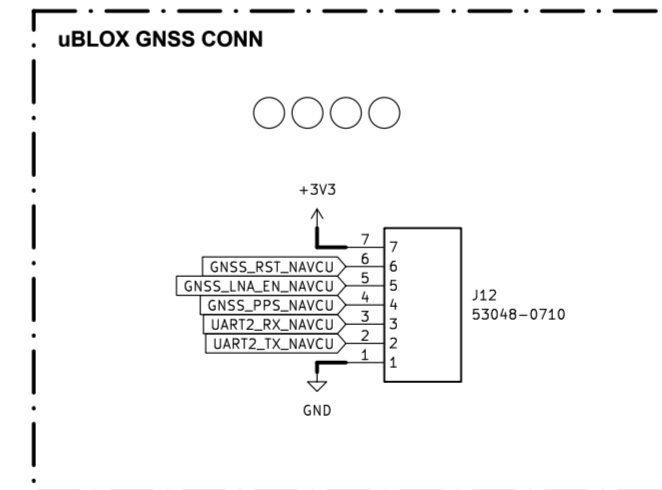 uBLOX GNSS CONN
+3V3
7 7
GNSS_RST_NAVCU 6 6
GNSS_LNA_EN_NAVCU 5 5
GNSS_PPS_NAVCU 4 4
UART2_RX_NAVCU 3 3
UART2_TX_NAVCU 2 2
1 1
J12
53048-0710
GND